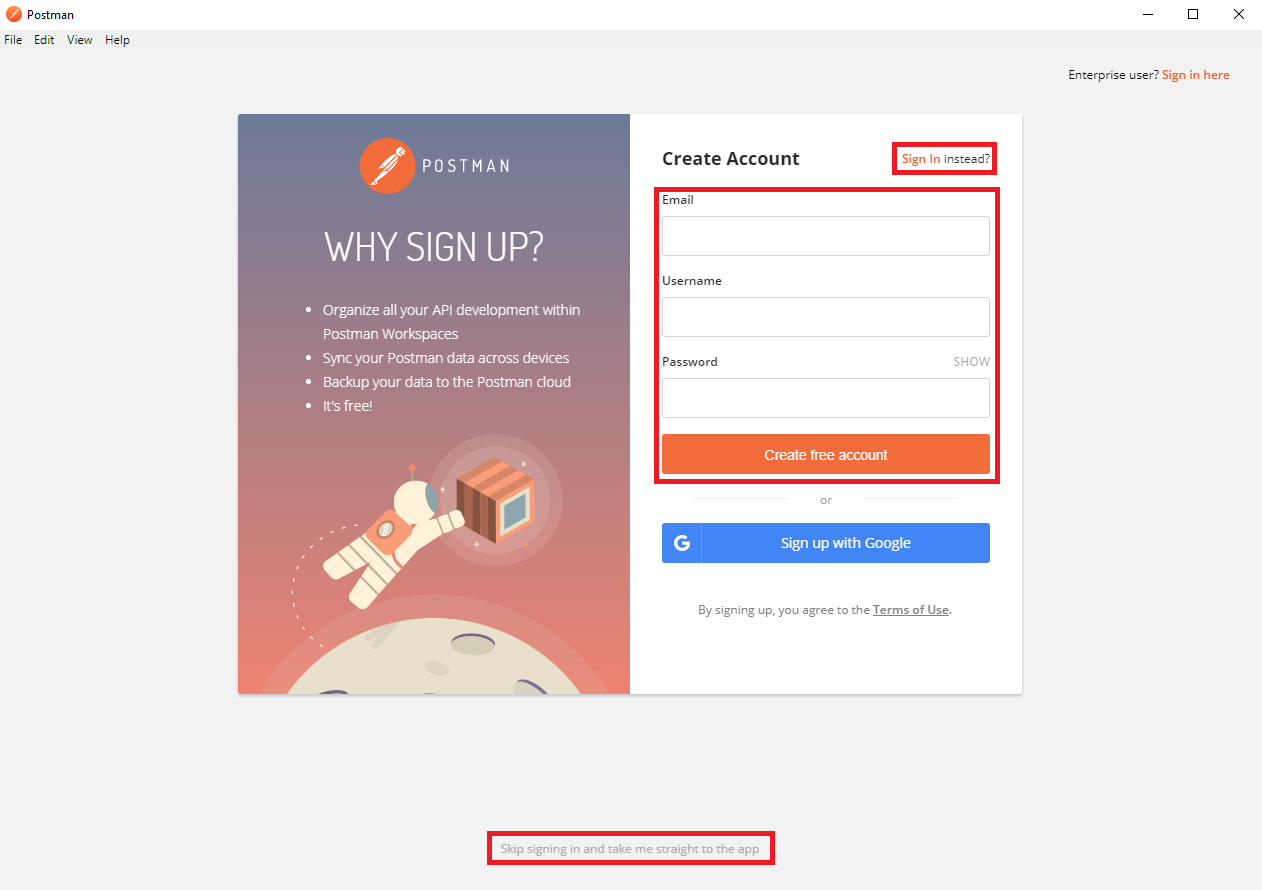 Postman
File Edit View Help
Enterprise user? Sign in here
POSTMAN
WHY SIGN UP?
• Organize all your API development within
Postman Workspaces
• Sync your Postman data across devices
• Backup your data to the Postman cloud
• It's free!
Create Account
Sign In instead?
Email
Username
Password SHOW
Create free account
or
G Sign up with Google
By signing up, you agree to the Terms of Use.
Skip signing in and take me straight to the app